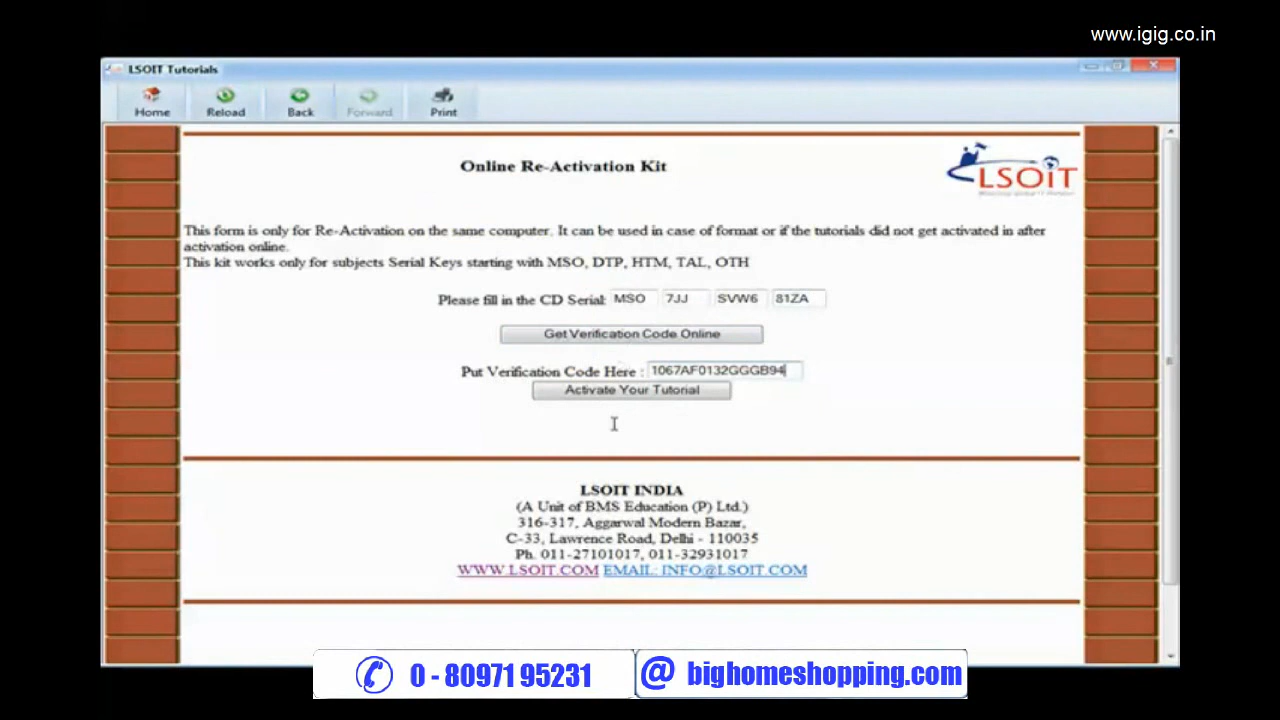 www.igig.co.in
LSOIT Tutorials
Home Reload Back Forward Print
Online Re-Activation Kit
LSOiT
This form is only for Re-Activation on the same computer. It can be used in case of format or if the tutorials did not get activated in after
activation online.
This kit works only for subjects Serial Keys starting with MSO, DTP, HTM, TAL, OTH
Please fill in the CD Serial: MSO 7JJ SVW6 81ZA
Get Verification Code Online
Put Verification Code Here : 1067AF0132GGGB94
Activate Your Tutorial
LSOIT INDIA
(A Unit of BMS Education (P) Ltd.)
316-317, Aggarwal Modern Bazar,
C-33, Lawrence Road, Delhi - 110035
Ph. 011-27101017, 011-32931017
WWW.LSOIT.COM EMAIL: INFO@LSOIT.COM
0 - 80971 95231 @ bighomeshopping.com